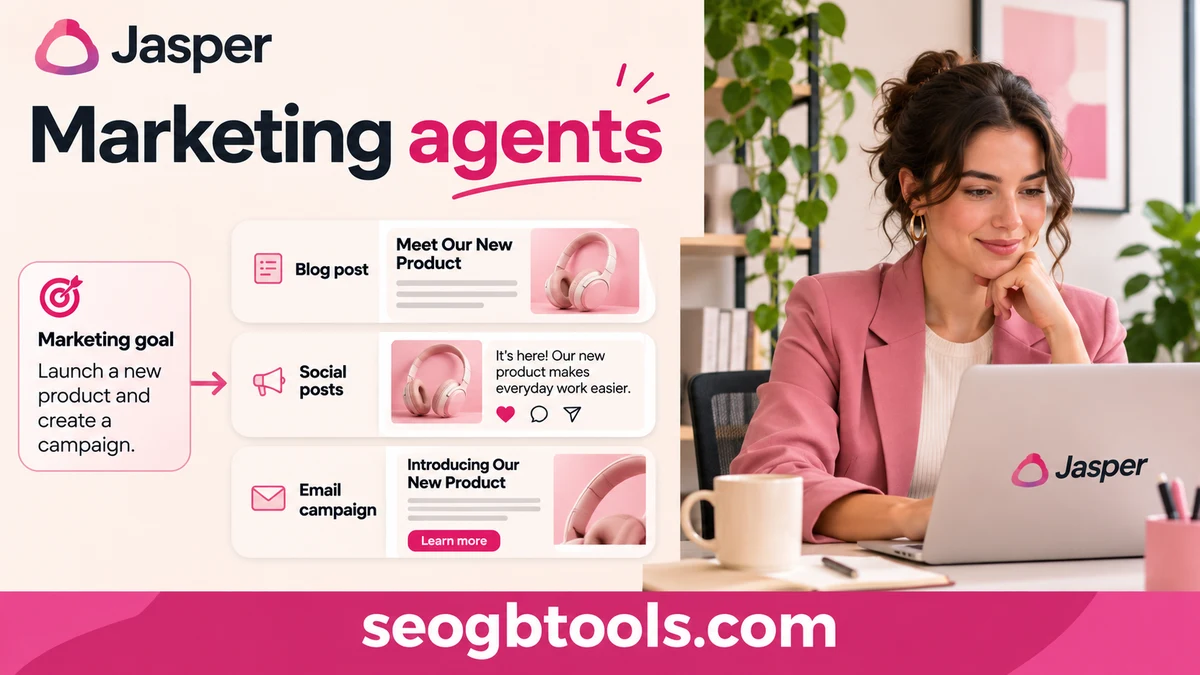 Jasper
Marketing agents
Marketing goal
Launch a new
product and
create a
campaign.
Blog post
Meet Our New
Product
Social
posts
It's here! Our new
product makes
everyday work easier.
Email
campaign
Introducing Our
New Product
Learn more
Jasper
seogbtools.com